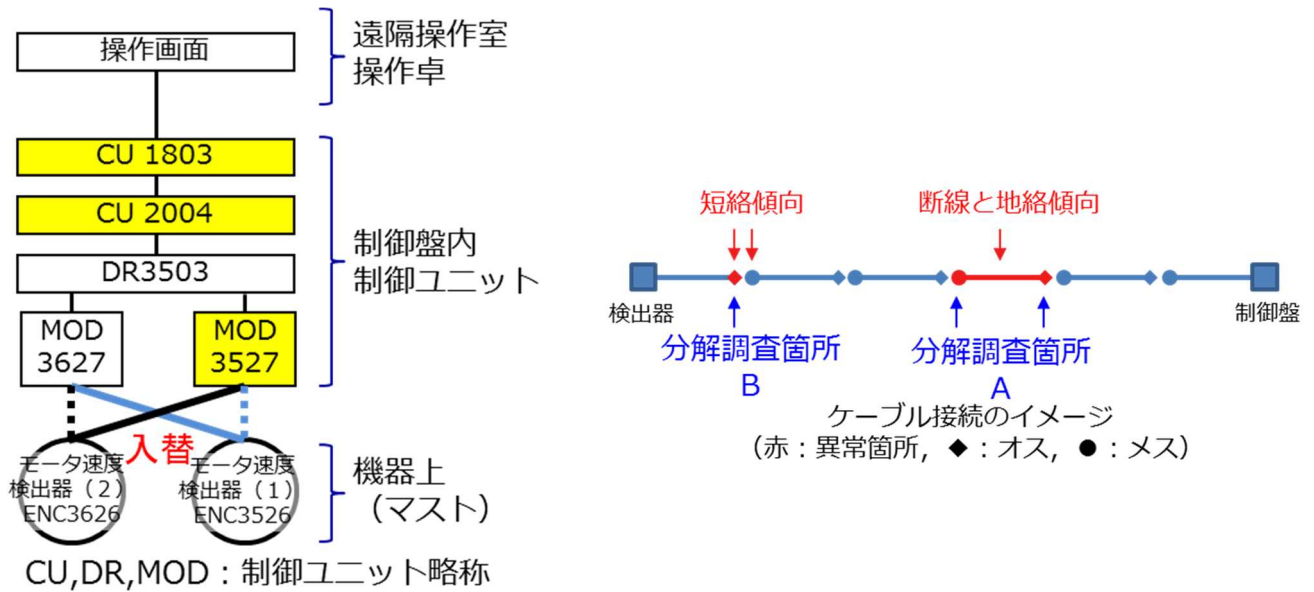 操作画面
遠隔操作室
操作卓
CU 1803
CU 2004
DR3503
MOD
3627
MOD
3527
制御盤内
制御ユニット
入替
モータ速度
検出器（２）
ENC3626
モータ速度
検出器（１）
ENC3526
機器上
（マスト）
CU,DR,MOD：制御ユニット略称
短絡傾向
断線と地絡傾向
検出器
制御盤
分解調査箇所
B
分解調査箇所
A
ケーブル接続のイメージ
（赤：異常箇所，◆：オス，●：メス）